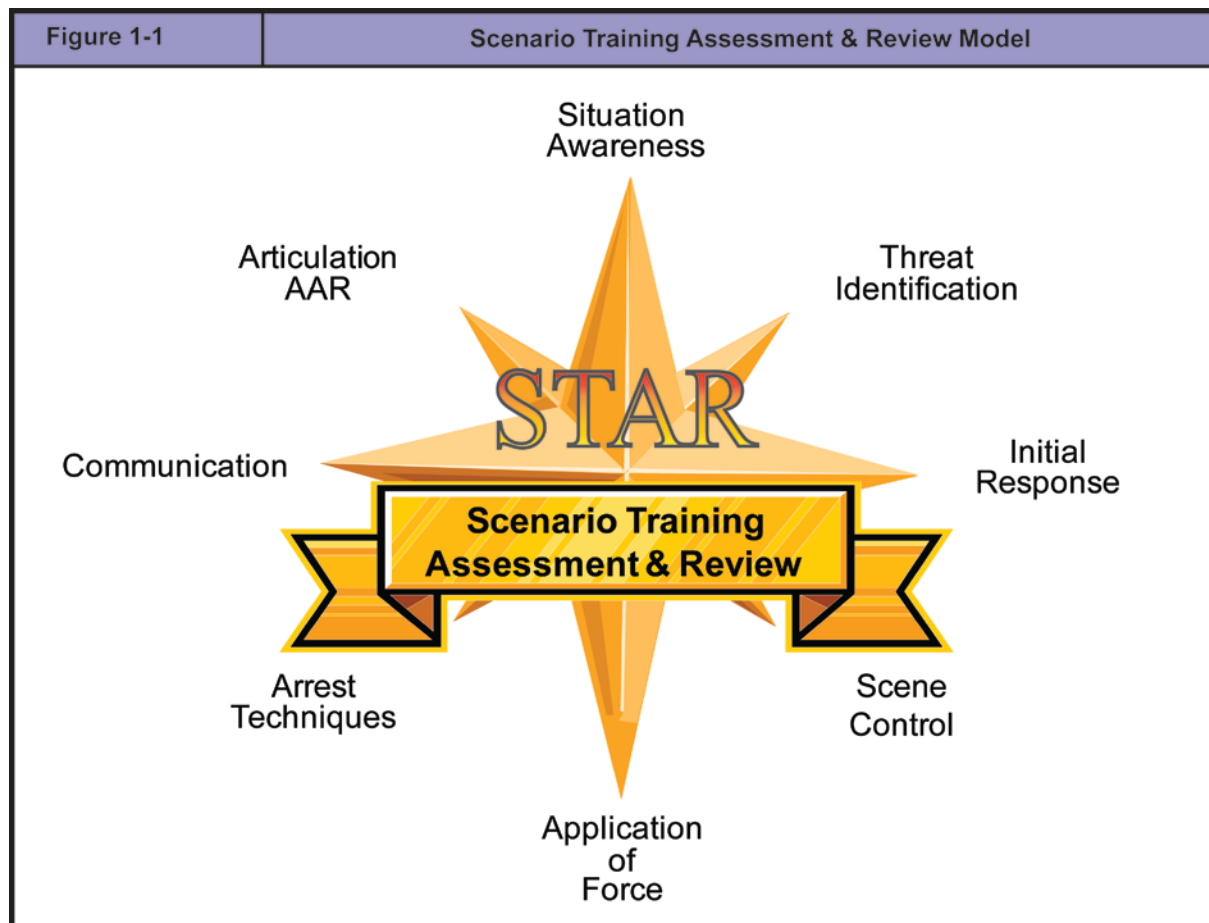 Figure 1-1
Scenario Training Assessment & Review Model
Situation
Awareness
Articulation
AAR
Threat
Identification
STAR
Communication
Initial
Response
Scenario Training
Assessment & Review
Arrest
Techniques
Scene
Control
Application
of
Force